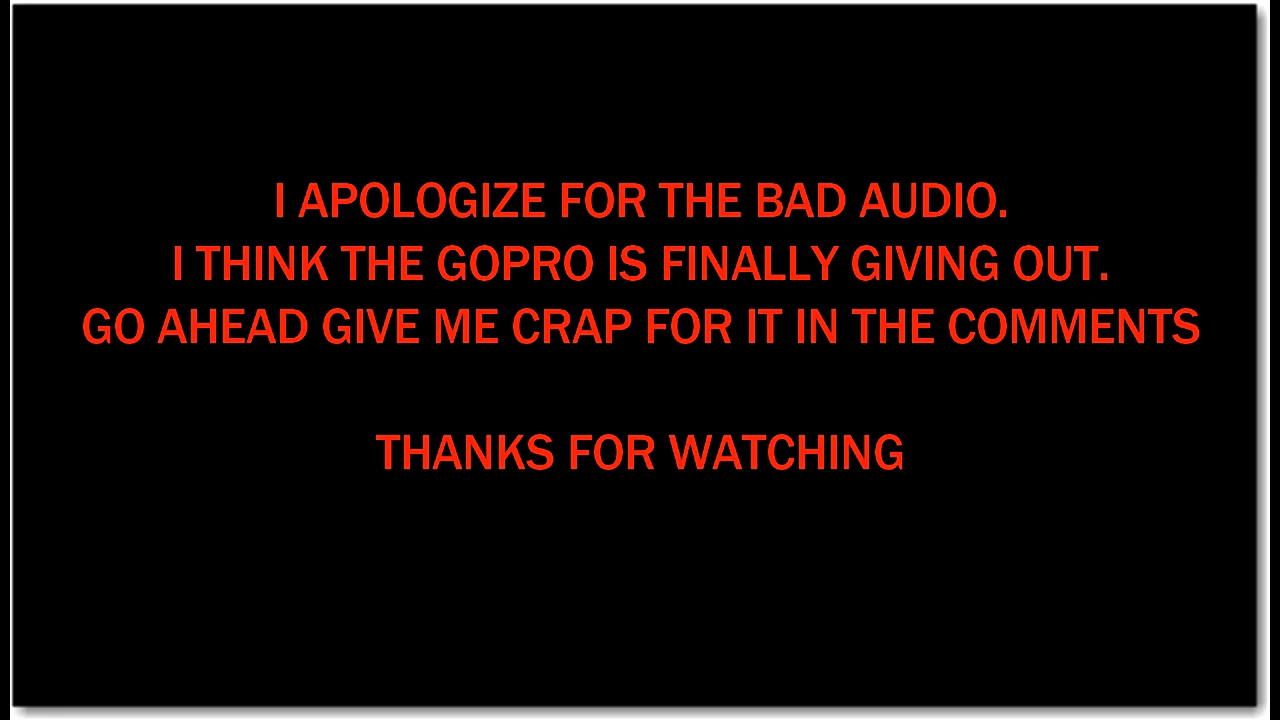 I APOLOGIZE FOR THE BAD AUDIO.
I THINK THE GOPRO IS FINALLY GIVING OUT.
GO AHEAD GIVE ME CRAP FOR IT IN THE COMMENTS
THANKS FOR WATCHING